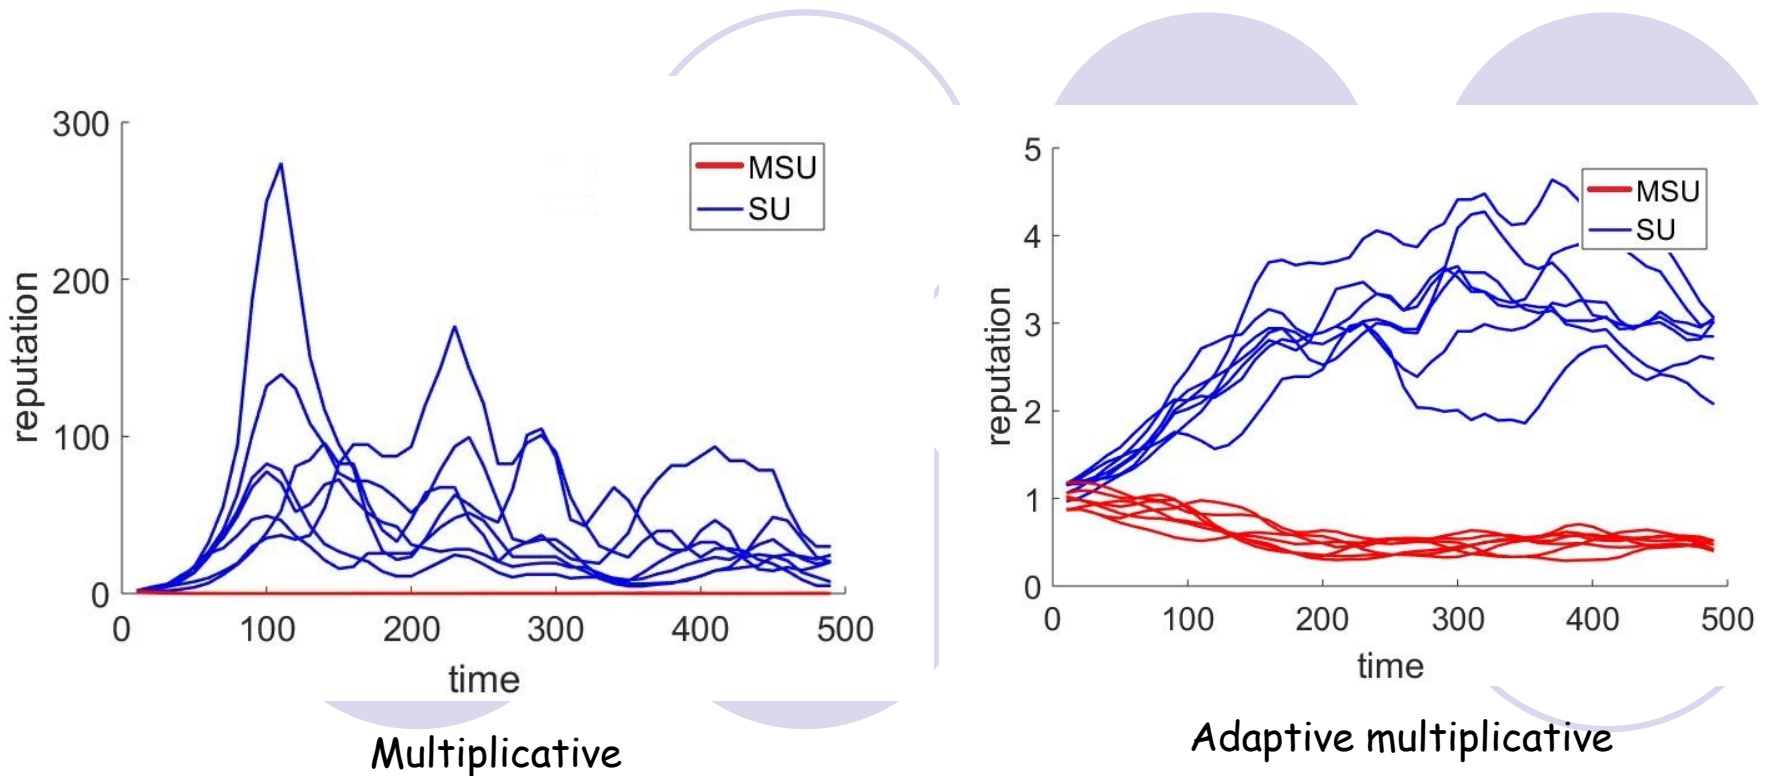 300
200
100
0
reputation
0 100 200 300 400 500
time
MSU
SU
Multiplicative
5
4
3
2
1
0
reputation
0 100 200 300 400 500
time
MSU
SU
Adaptive multiplicative